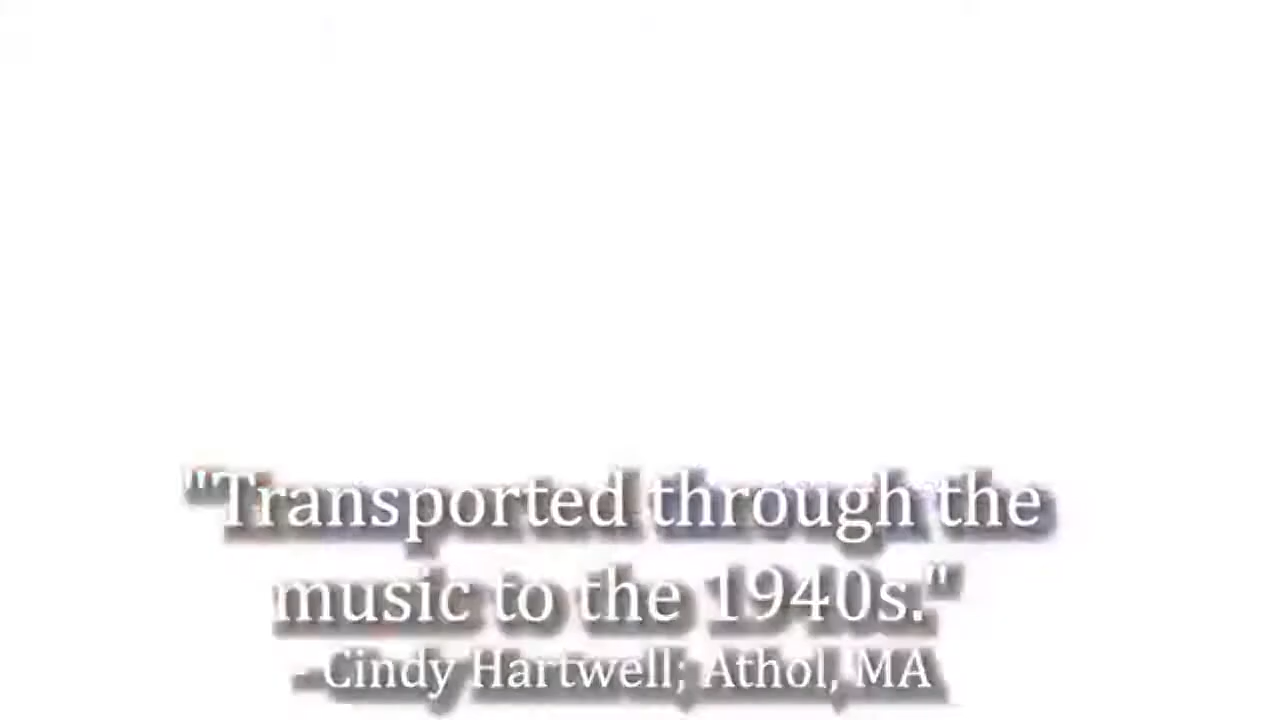 "Transported through the
music to the 1940s."
- Cindy Hartwell; Athol, MA